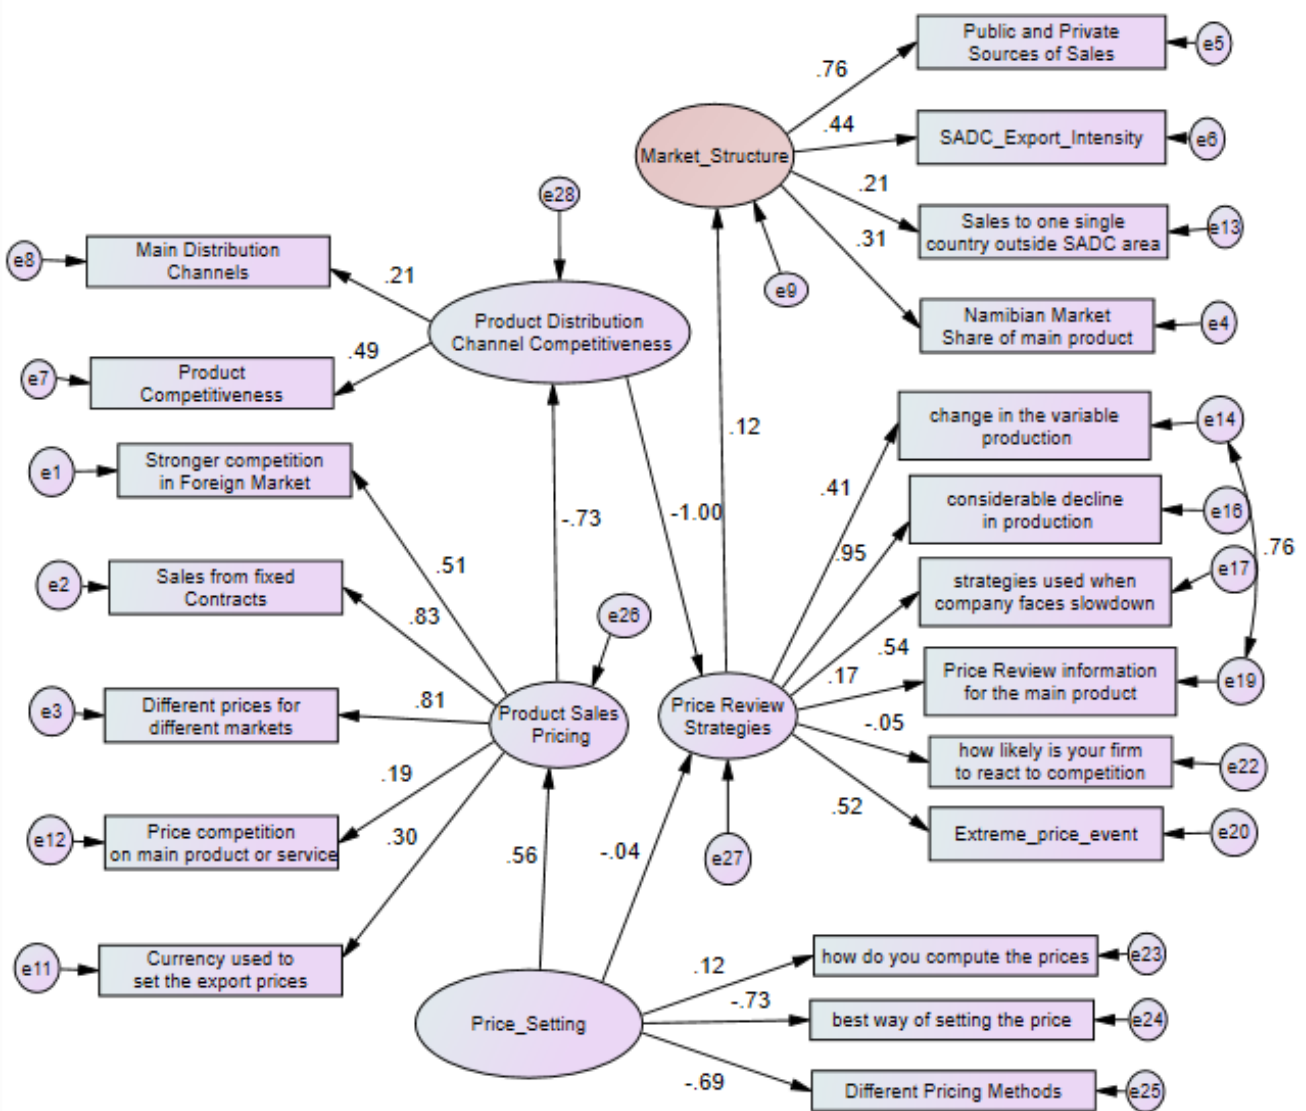 Public and Private
Sources of Sales
e5
.76
.44
SADC_Export_Intensity
e6
Market_Structure
.21
e28
Sales to one single
country outside SADC area
e13
Main Distribution
Channels
e8
.31
.21
e9
Namibian Market
Share of main product
e4
Product Distribution
Channel Competitiveness
.49
Product
Competitiveness
e7
change in the variable
production
e14
.12
Stronger competition
in Foreign Market
e1
.41
considerable decline
in production
e16
-1.00
-.73
.95
.76
.51
Sales from fixed
Contracts
e2
strategies used when
company faces slowdown
e17
.83
e26
.54
.17
Price Review information
for the main product
e19
.81
Different prices for
different markets
e3
Product Sales
Pricing
Price Review
Strategies
-.05
how likely is your firm
to react to competition
e22
.19
.52
Price competition
on main product or service
e12
.30
Extreme_price_event
e20
.56
-.04
e27
Currency used to
set the export prices
e11
how do you compute the prices
e23
.12
-.73
Price_Setting
best way of setting the price
e24
-.69
Different Pricing Methods
e25